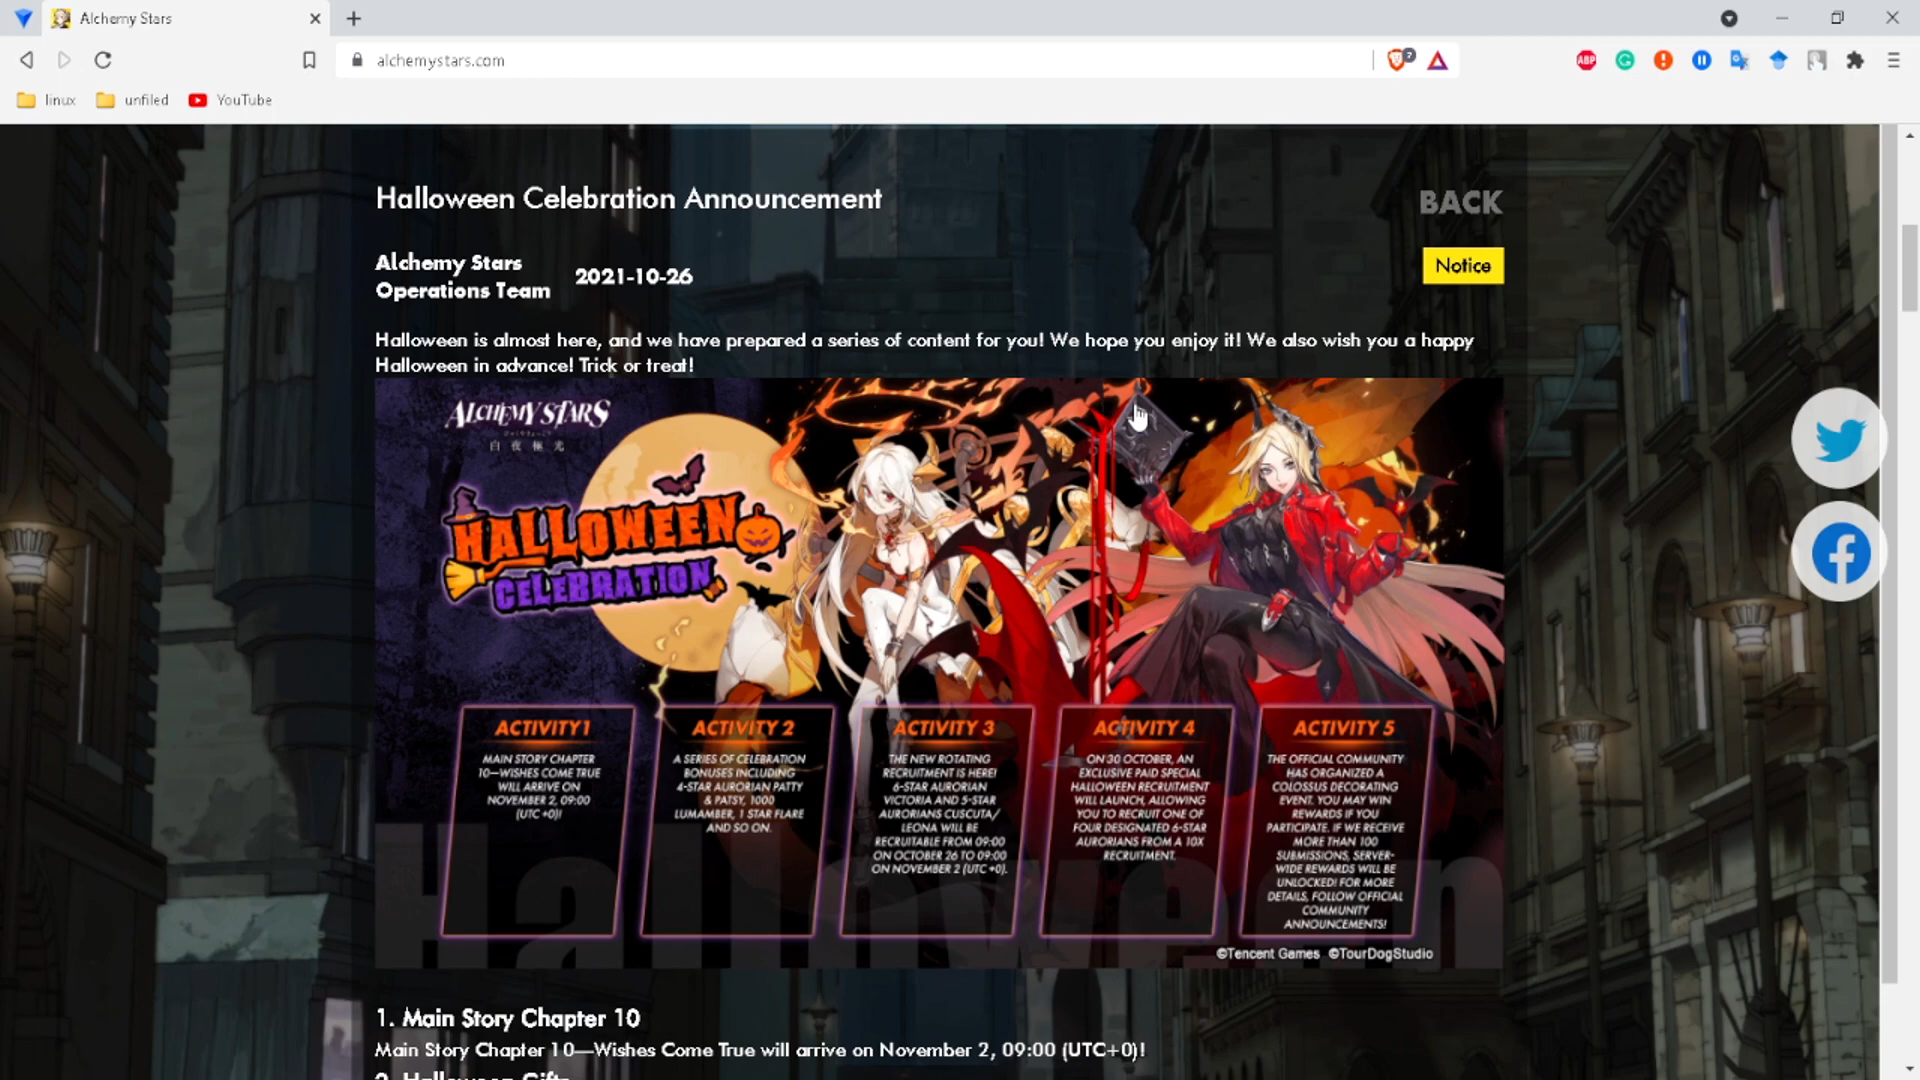 Alchemy Stars
alchemystars.com
2
ABP
linux
unfiled
YouTube
Halloween Celebration Announcement
BACK
Alchemy Stars
Operations Team
2021-10-26
Notice
Halloween is almost here, and we have prepared a series of content for you! We hope you enjoy it! We also wish you a happy
Halloween in advance! Trick or treat!
ALCHEMY STARS
白夜極光
HALLOWEEN
CELEBRATION
ACTIVITY 1
MAIN STORY CHAPTER
10—WISHES COME TRUE
WILL ARRIVE ON
NOVEMBER 2, 09:00
(UTC +0)!
ACTIVITY 2
A SERIES OF CELEBRATION
BONUSES INCLUDING
4-STAR AURORIAN PATTY
& PATSY, 1000
LUMAMBER, 1 STAR FLARE
AND SO ON.
ACTIVITY 3
THE NEW ROTATING
RECRUITMENT IS HERE!
6-STAR AURORIAN
VICTORIA AND 5-STAR
AURORIANS CUSCUTA/
LEONA WILL BE
RECRUITABLE FROM 09:00
ON OCTOBER 26 TO 09:00
ON NOVEMBER 2 (UTC +0).
ACTIVITY 4
ON 30 OCTOBER, AN
EXCLUSIVE PAID SPECIAL
HALLOWEEN RECRUITMENT
WILL LAUNCH, ALLOWING
YOU TO RECRUIT ONE OF
FOUR DESIGNATED 6-STAR
AURORIANS FROM A 10X
RECRUITMENT.
ACTIVITY 5
THE OFFICIAL COMMUNITY
HAS ORGANIZED A
COLOSSUS DECORATING
EVENT. YOU MAY WIN
REWARDS IF YOU
PARTICIPATE. IF WE RECEIVE
MORE THAN 100
SUBMISSIONS, SERVER-
WIDE REWARDS WILL BE
UNLOCKED! FOR MORE
DETAILS, FOLLOW OFFICIAL
COMMUNITY
ANNOUNCEMENTS!
Halloween
©Tencent Games ©TourDogStudio
1. Main Story Chapter 10
Main Story Chapter 10—Wishes Come True will arrive on November 2, 09:00 (UTC+0)!
2. Halloween Gifts